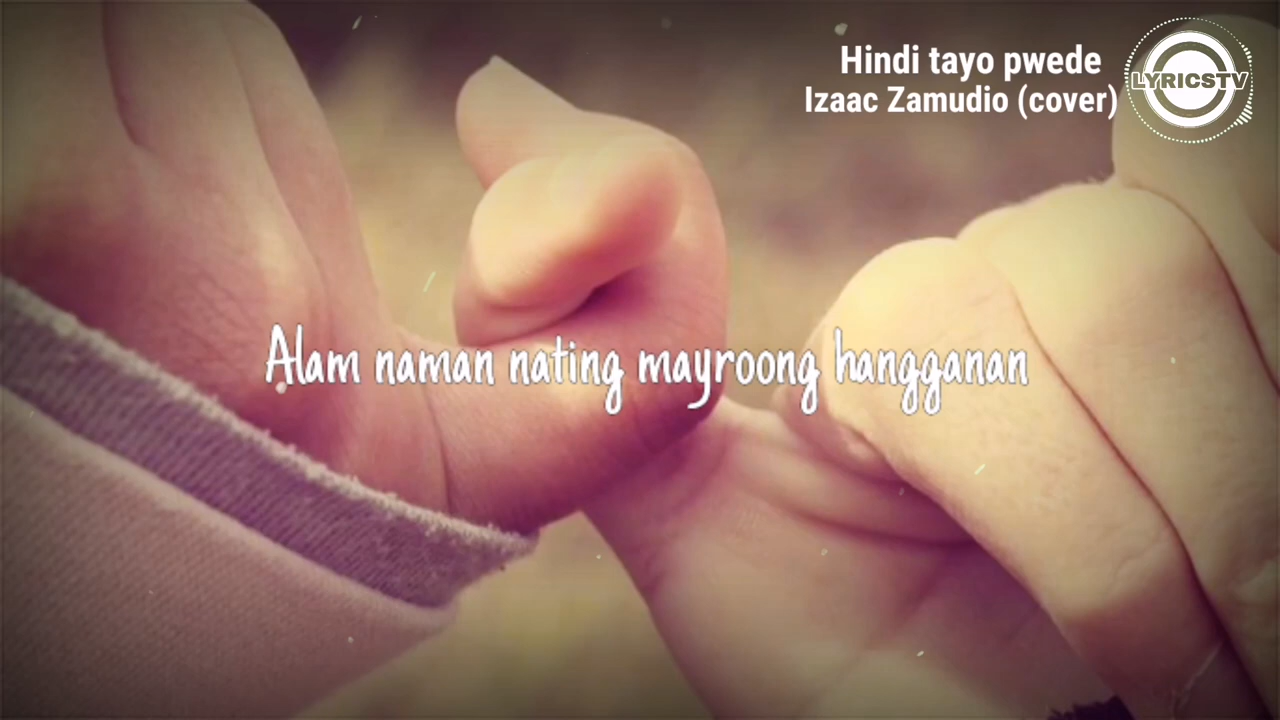 Hindi tayo pwede
Izaac Zamudio (cover)
LYRICSTV
Alam naman nating mayroong hangganan